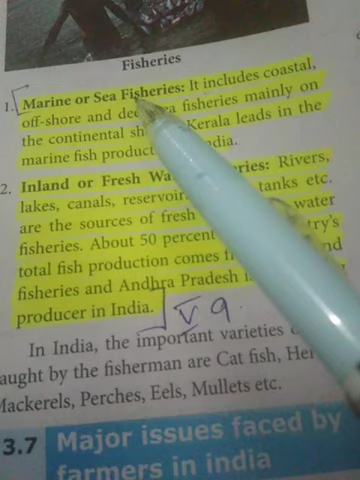 Fisheries
1. Marine or Sea Fisheries: It includes coastal,
off-shore and dee ea fisheries mainly on
the continental sh Kerala leads in the
marine fish product dia.
2. Inland or Fresh Wa eries: Rivers,
lakes, canals, reservoir tanks etc.
are the sources of fresh water
fisheries. About 50 percent try's
total fish production comes f nd
fisheries and Andhra Pradesh i
producer in India. V 9
In India, the important varieties o
aught by the fisherman are Cat fish, Her
Mackerels, Perches, Eels, Mullets etc.
3.7 Major issues faced by
farmers in india